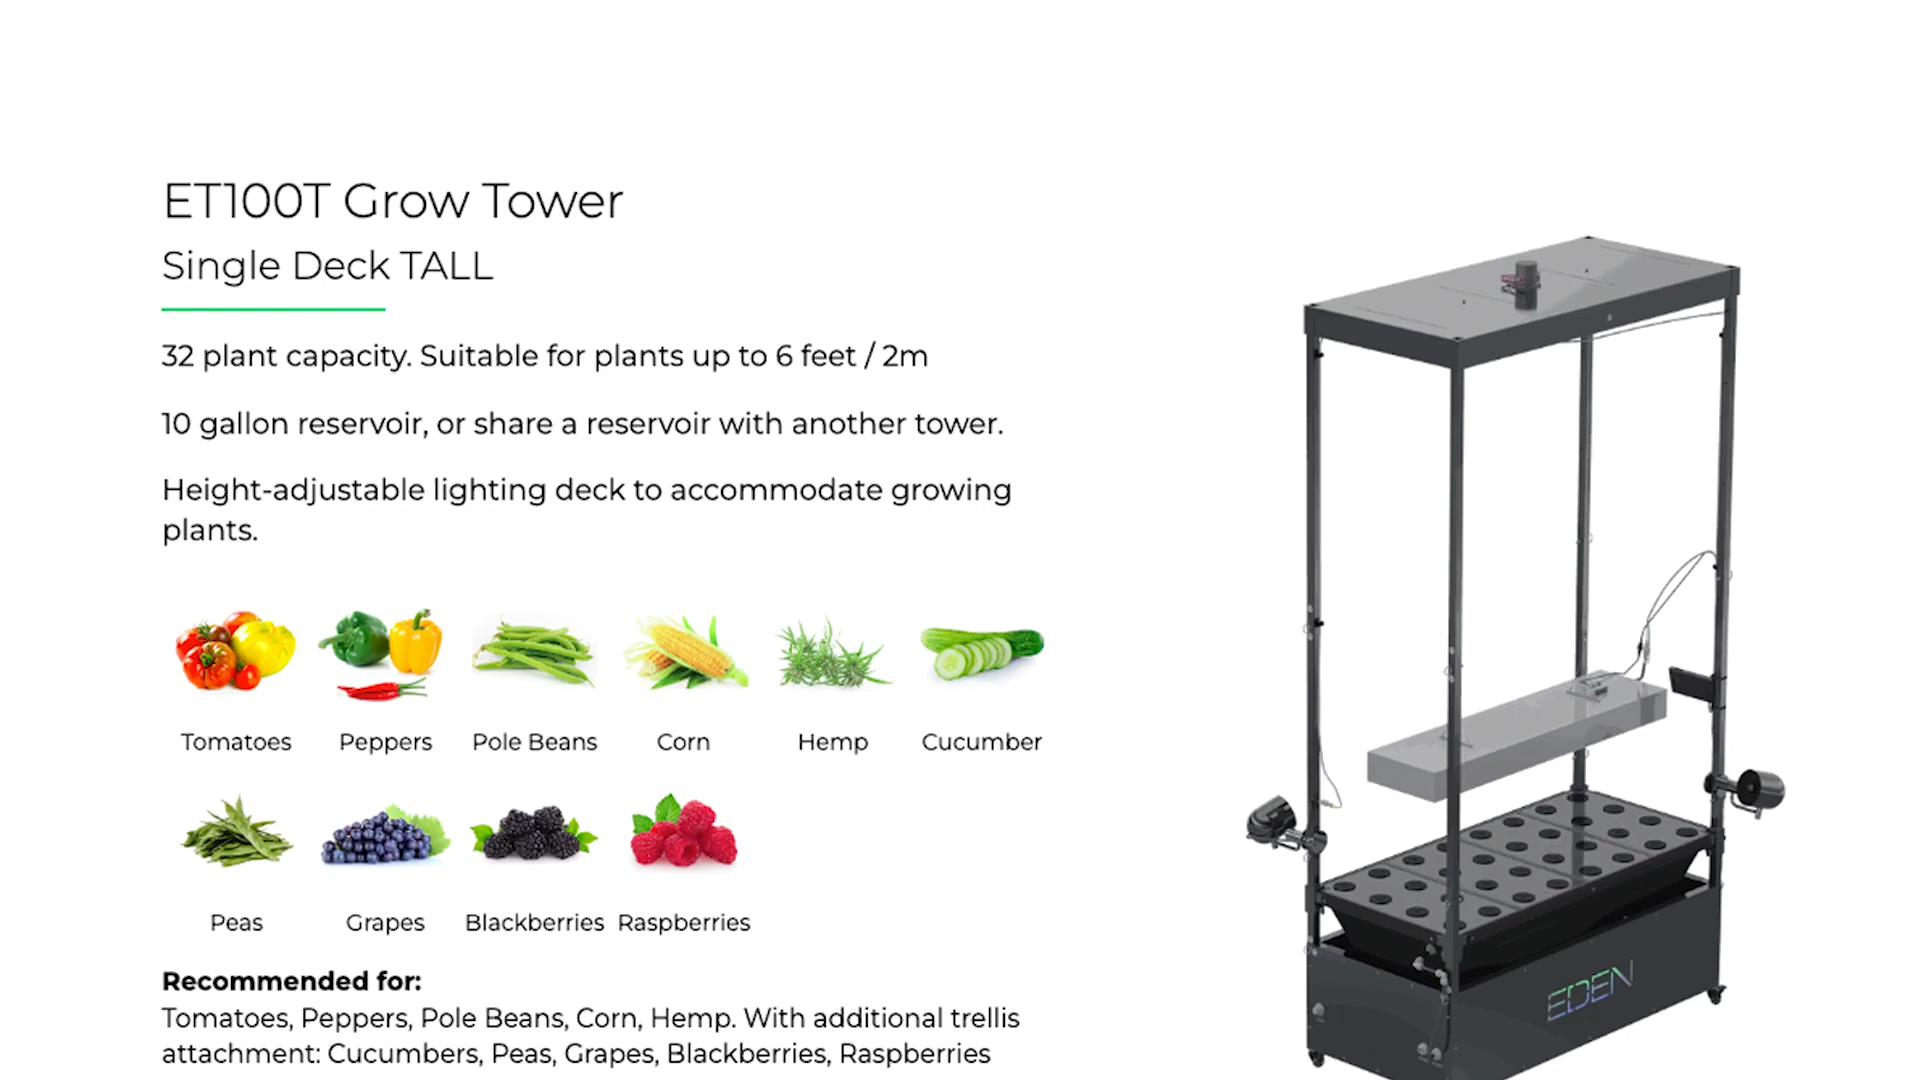 ET100T Grow Tower
Single Deck TALL
32 plant capacity. Suitable for plants up to 6 feet / 2m
10 gallon reservoir, or share a reservoir with another tower.
Height-adjustable lighting deck to accommodate growing
plants.
Tomatoes Peppers Pole Beans Corn Hemp Cucumber
Peas Grapes Blackberries Raspberries
Recommended for:
Tomatoes, Peppers, Pole Beans, Corn, Hemp. With additional trellis
attachment: Cucumbers, Peas, Grapes, Blackberries, Raspberries
EDEN